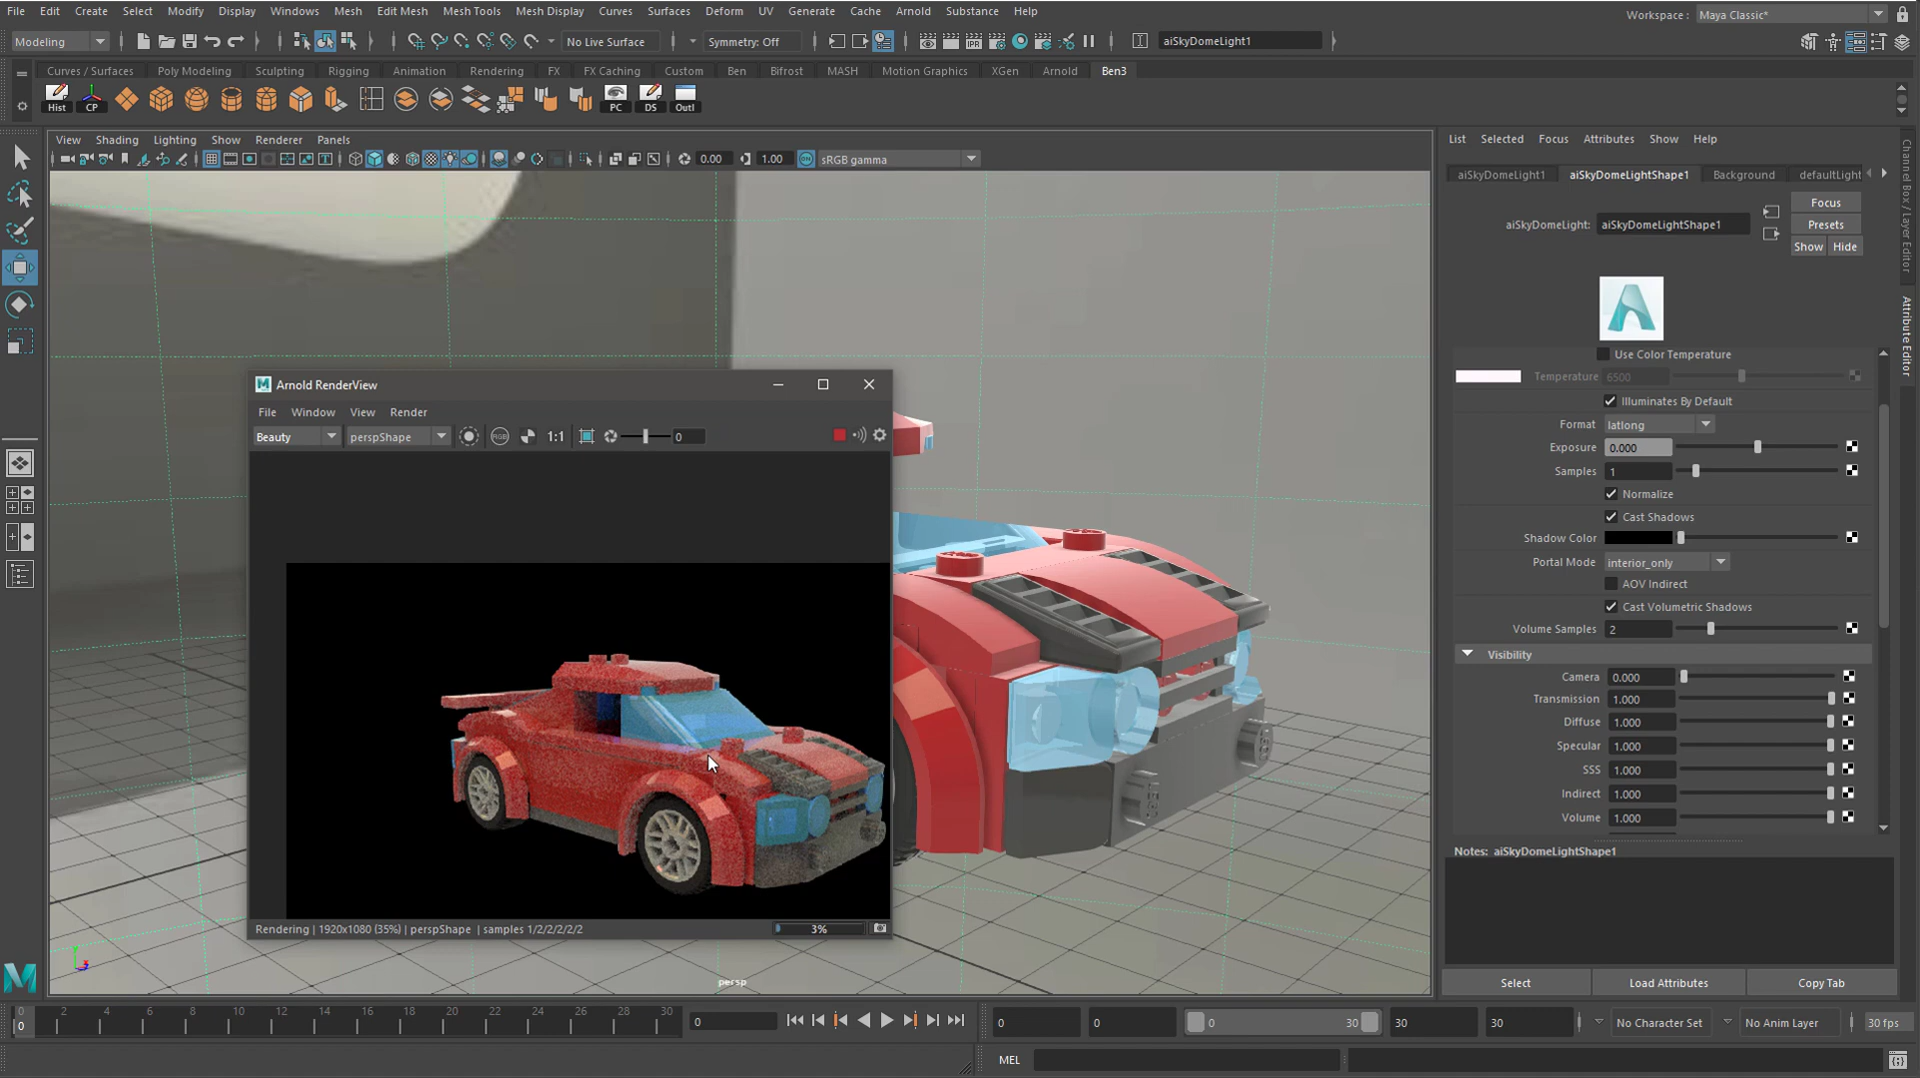 File Edit Create Select Modify Display Windows Mesh Edit Mesh Mesh Tools Mesh Display Curves Surfaces Deform UV Generate Cache Arnold Substance Help
Workspace : Maya Classic*
Modeling No Live Surface Symmetry: Off aiSkyDomeLight1
Curves / Surfaces Poly Modeling Sculpting Rigging Animation Rendering FX FX Caching Custom Ben Bifrost MASH Motion Graphics XGen Arnold Ben3
Hist CP PC DS Outl
View Shading Lighting Show Renderer Panels
0.00 1.00 sRGB gamma
Arnold RenderView
File Window View Render
Beauty perspShape RGB 1:1 0
Rendering | 1920x1080 (35%) | perspShape | samples 1/2/2/2/2/2 3%
persp
List Selected Focus Attributes Show Help
aiSkyDomeLight1 aiSkyDomeLightShape1 Background defaultLight
Focus
aiSkyDomeLight: aiSkyDomeLightShape1 Presets
Show Hide
Use Color Temperature
Temperature 6500
Illuminates By Default
Format latlong
Exposure 0.000
Samples 1
Normalize
Cast Shadows
Shadow Color
Portal Mode interior_only
AOV Indirect
Cast Volumetric Shadows
Volume Samples 2
Visibility
Camera 0.000
Transmission 1.000
Diffuse 1.000
Specular 1.000
SSS 1.000
Indirect 1.000
Volume 1.000
Notes: aiSkyDomeLightShape1
Select Load Attributes Copy Tab
Channel Box / Layer Editor
Attribute Editor
0 2 4 6 8 10 12 14 16 18 20 22 24 26 28 30
0 0 0 0 0 30 30 30 No Character Set No Anim Layer 30 fps
MEL